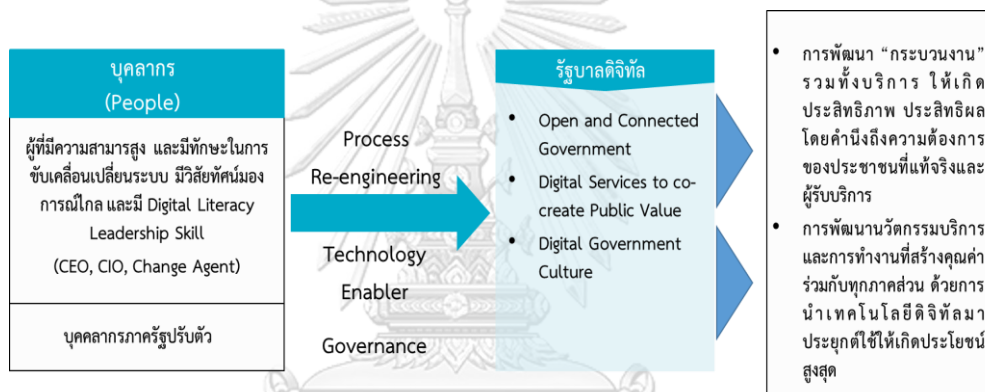 บุคลากร
(People)
ผู้ที่มีความสามารสูง และมีทักษะในการ
ขับเคลื่อนเปลี่ยนระบบ มีวิสัยทัศน์มอง
การณ์ไกล และมี Digital Literacy
Leadership Skill
(CEO, CIO, Change Agent)
บุคคลากรภาครัฐปรับตัว
Process
Re-engineering
Technology
Enabler
Governance
รัฐบาลดิจิทัล
• Open and Connected
Government
• Digital Services to co-
create Public Value
• Digital Government
Culture
• การพัฒนา “กระบวนงาน”
รวมทั้งบริการ ให้เกิด
ประสิทธิภาพ ประสิทธิผล
โดยคำนึงถึงความต้องการ
ของประชาชนที่แท้จริงและ
ผู้รับบริการ
• การพัฒนานวัตกรรมบริการ
และการทำงานที่สร้างคุณค่า
ร่วมกับทุกภาคส่วน ด้วยการ
นำเทคโนโลยีดิจิทัลมา
ประยุกต์ใช้ให้เกิดประโยชน์
สูงสุด